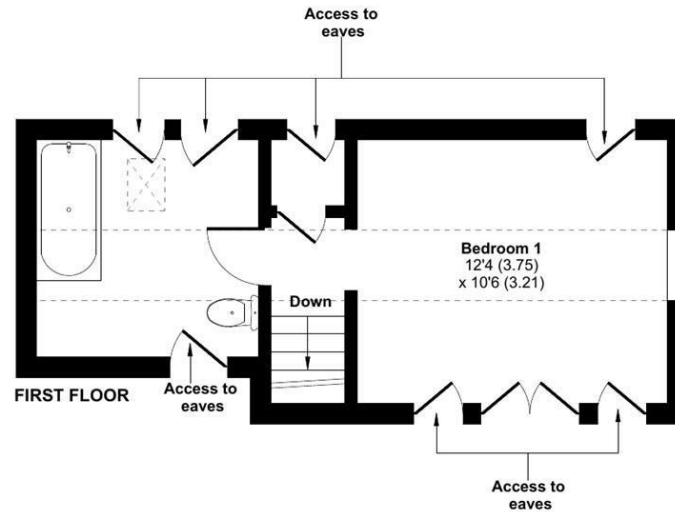 Access to
eaves
Bedroom 1
12'4 (3.75)
x 10'6 (3.21)
Down
FIRST FLOOR
Access to
eaves
Access to
eaves